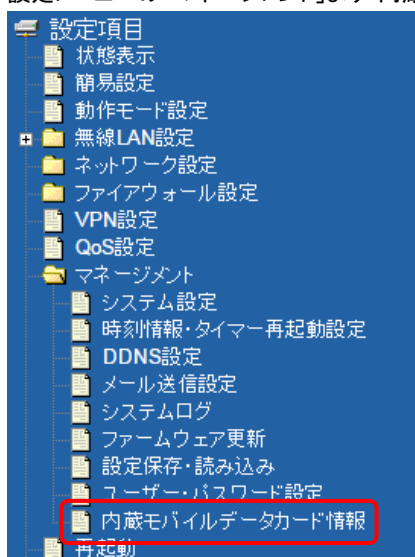 設定項目
状態表示
簡易設定
動作モード設定
無線LAN設定
ネットワーク設定
ファイアウォール設定
VPN設定
QoS設定
マネージメント
システム設定
時刻情報・タイマー再起動設定
DDNS設定
メール送信設定
システムログ
ファームウェア更新
設定保存・読み込み
ユーザー・パスワード設定
内蔵モバイルデータカード情報
再起動